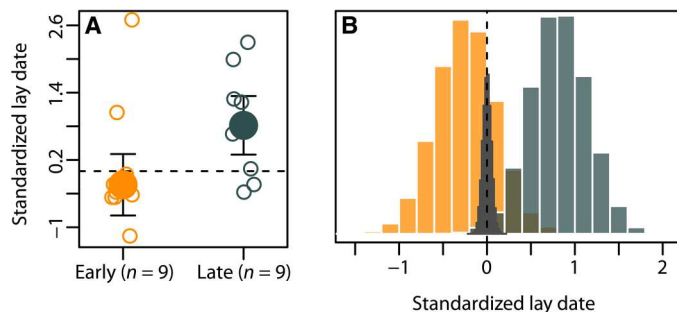 A
B
2.6
1.4
0.2
−1
Standardized lay date
Early (n = 9)
Late (n = 9)
−1
0
1
2
Standardized lay date